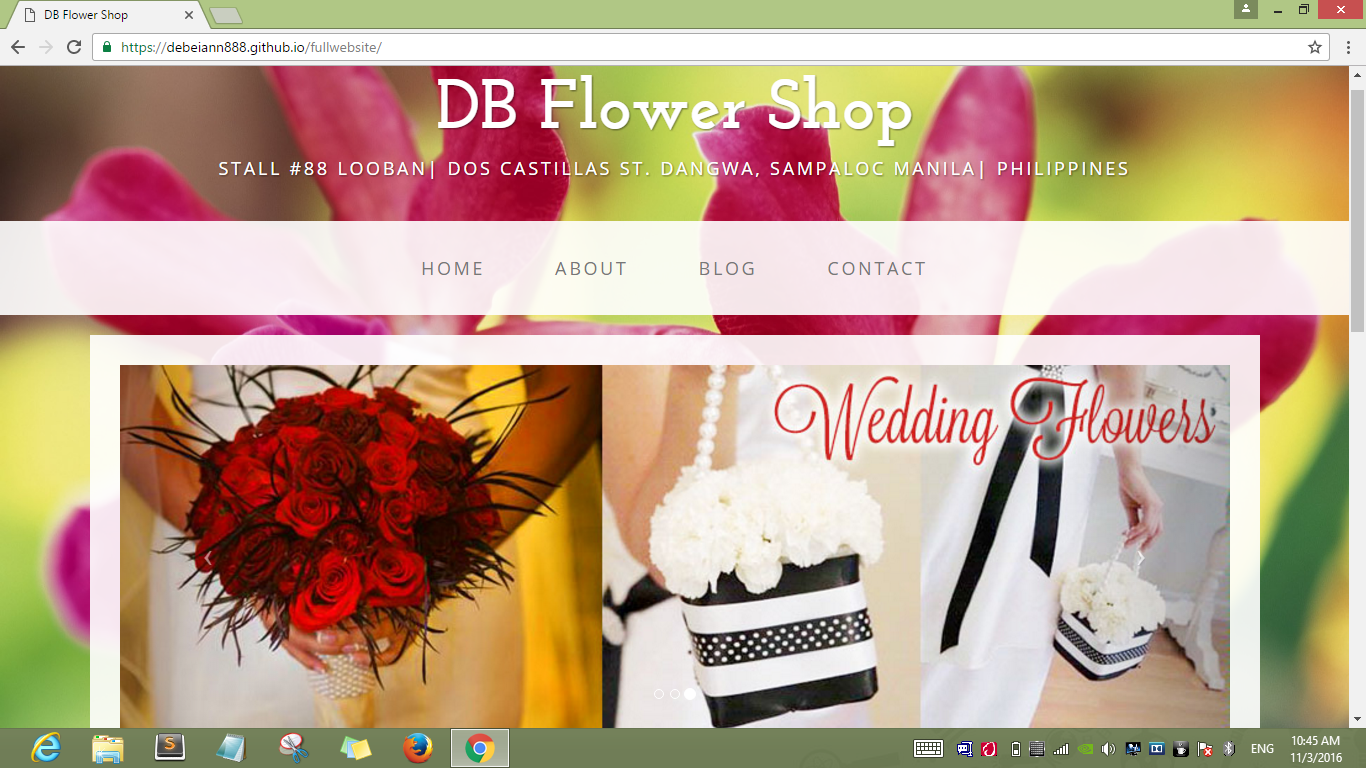 DB Flower Shop
https://debeiann888.github.io/fullwebsite/
DB Flower Shop
STALL #88 LOOBAN| DOS CASTILLAS ST. DANGWA, SAMPALOC MANILA| PHILIPPINES
HOME ABOUT BLOG CONTACT
Wedding Flowers
ENG
10:45 AM
11/3/2016